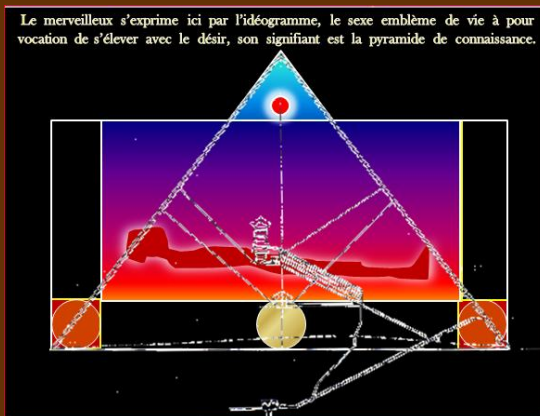 Le merveilleux s'exprime ici par l'idéogramme, le sexe emblème de vie à pour
vocation de s'élever avec le désir, son signifiant est la pyramide de connaissance.